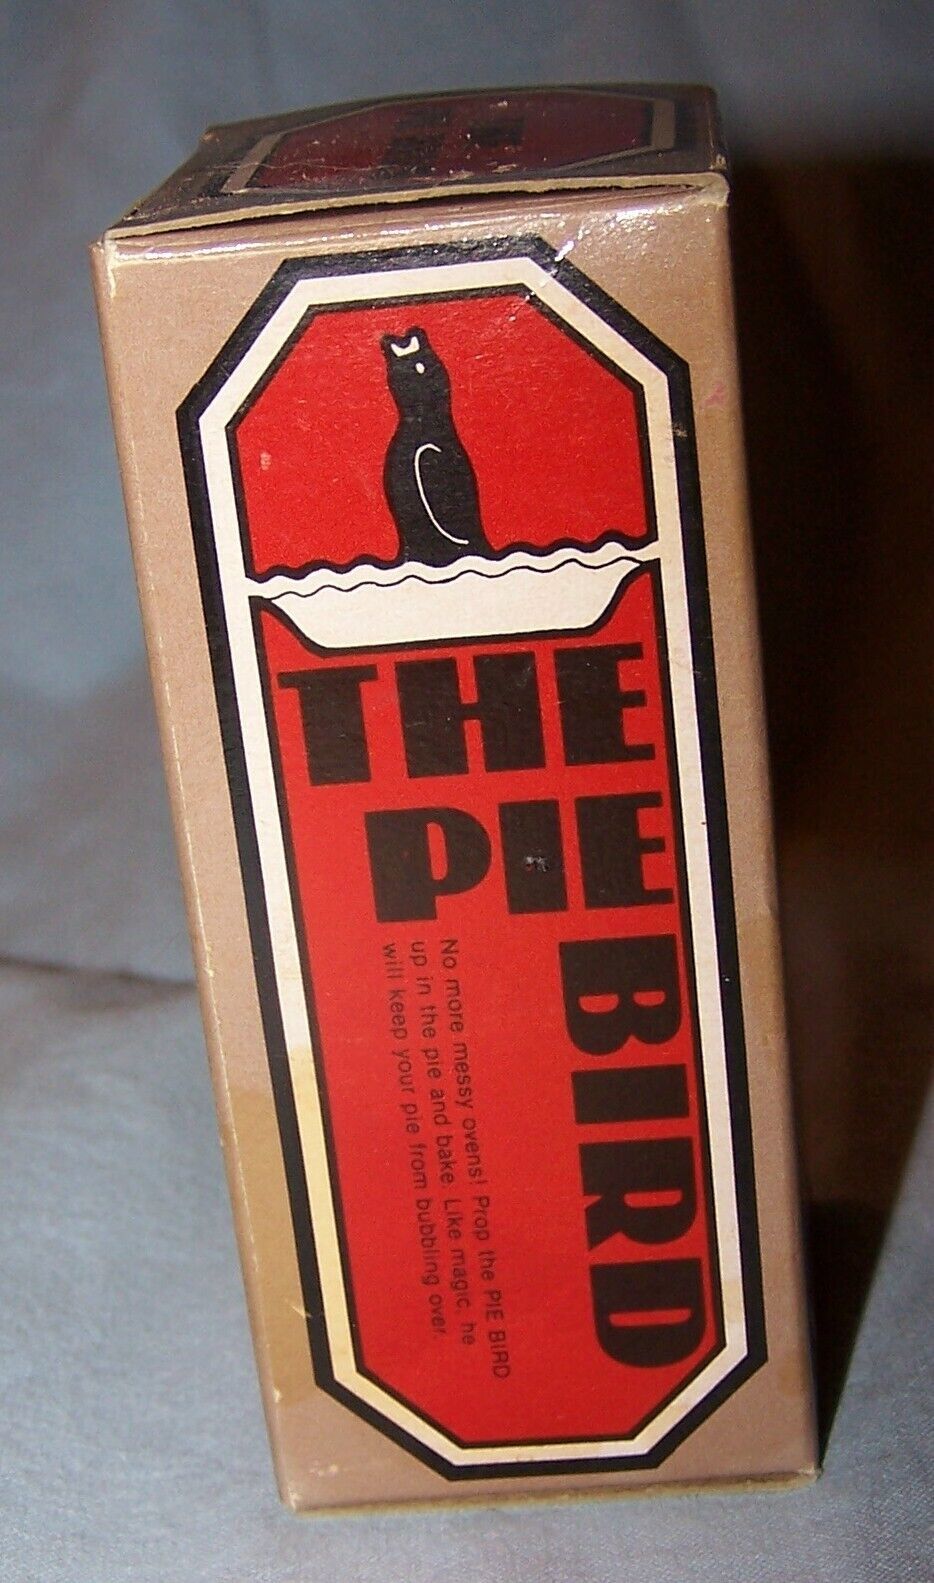 THE
PIE
BIRD
No more messy ovens! Prop the PIE BIRD
up in the pie and bake. Like magic, he
will keep your pie from bubbling over.